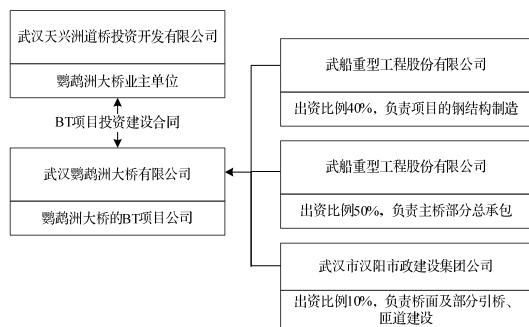 武汉天兴洲道桥投资开发有限公司
鹦鹉洲大桥业主单位
BT项目投资建设合同
武汉鹦鹉洲大桥有限公司
鹦鹉洲大桥的BT项目公司
武船重型工程股份有限公司
出资比例40%，负责项目的钢结构制造
武船重型工程股份有限公司
出资比例50%，负责主桥部分总承包
武汉市汉阳市政建设集团公司
出资比例10%，负责桥面及部分引桥、
匝道建设